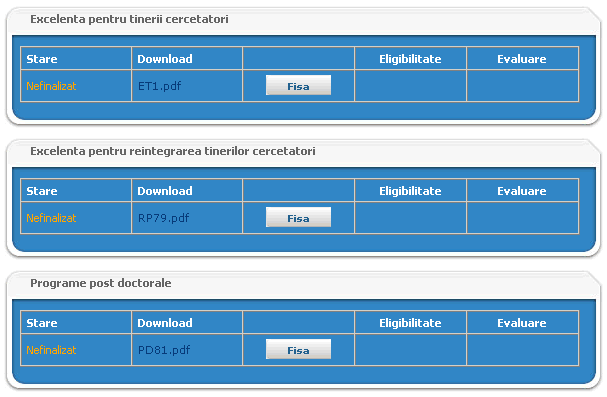 Excelenta pentru tinerii cercetatori
Stare Download Eligibilitate Evaluare
Nefinalizat ET1.pdf Fisa
Excelenta pentru reintegrarea tinerilor cercetatori
Stare Download Eligibilitate Evaluare
Nefinalizat RP79.pdf Fisa
Programe post doctorale
Stare Download Eligibilitate Evaluare
Nefinalizat PD81.pdf Fisa